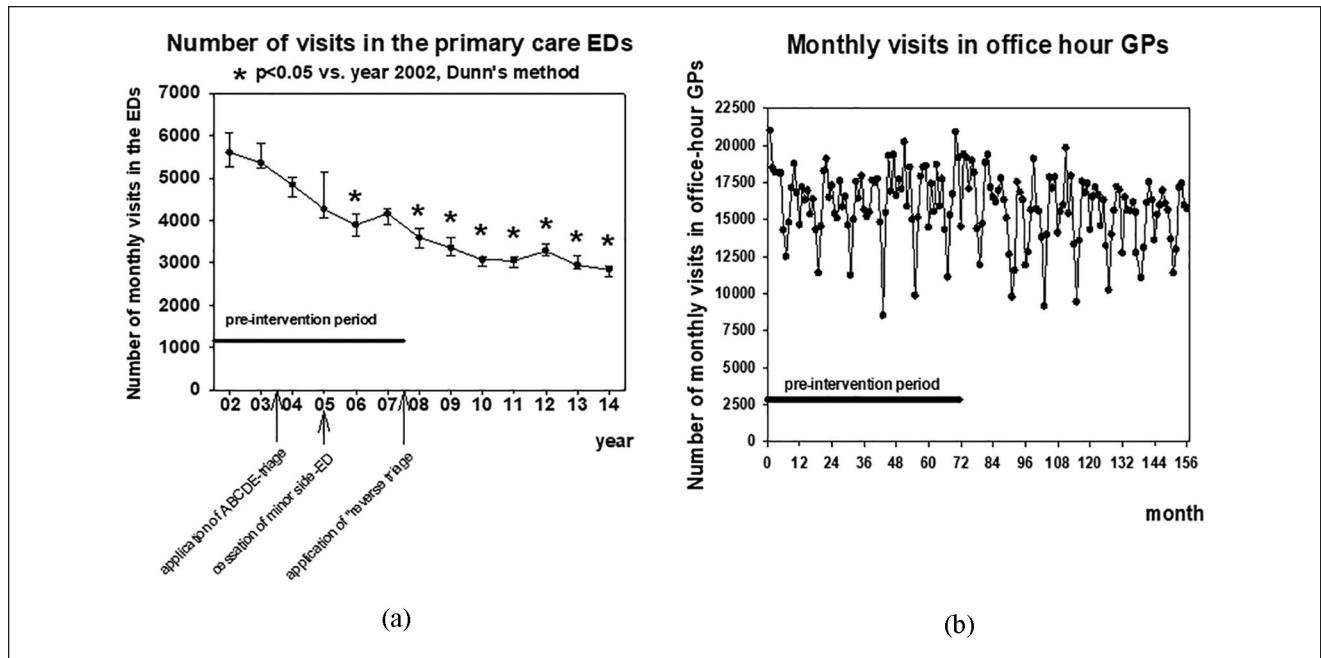 Number of visits in the primary care EDs
* p<0.05 vs. year 2002, Dunn's method
Number of monthly visits in the EDs
7000
6000
5000
4000
3000
2000
1000
0
* * * * * * * *
pre-intervention period
02 03 04 05 06 07 08 09 10 11 12 13 14
year
application of ABCDE-triage
cessation of minor side-ED
application of "reverse triage
(a)
Monthly visits in office hour GPs
Number of monthly visits in office-hour GPs
22500
20000
17500
15000
12500
10000
7500
5000
2500
0
pre-intervention period
0 12 24 36 48 60 72 84 96 108 120 132 144 156
month
(b)